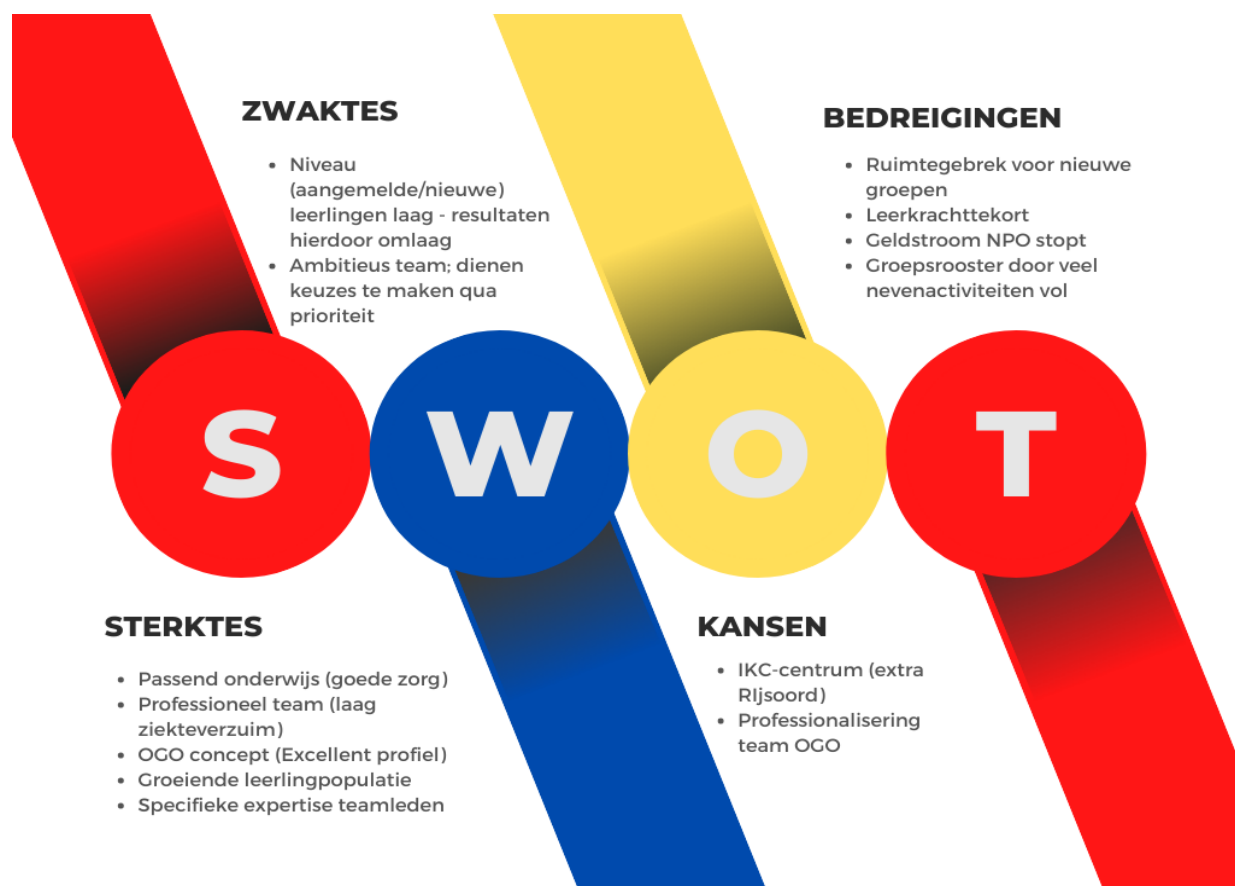 ZWAKTES
• Niveau
(aangemelde/nieuwe)
leerlingen laag - resultaten
hierdoor omlaag
• Ambitieus team; dienen
keuzes te maken qua
prioriteit
BEDREIGINGEN
• Ruimtegebrek voor nieuwe
groepen
• Leerkrachttekort
• Geldstroom NPO stopt
• Groepsrooster door veel
nevenactiviteiten vol
S W O T
STERKTES
• Passend onderwijs (goede zorg)
• Professioneel team (laag
ziekteverzuim)
• OGO concept (Excellent profiel)
• Groeiende leerlingpopulatie
• Specifieke expertise teamleden
KANSEN
• IKC-centrum (extra
RIjsoord)
• Professionalisering
team OGO